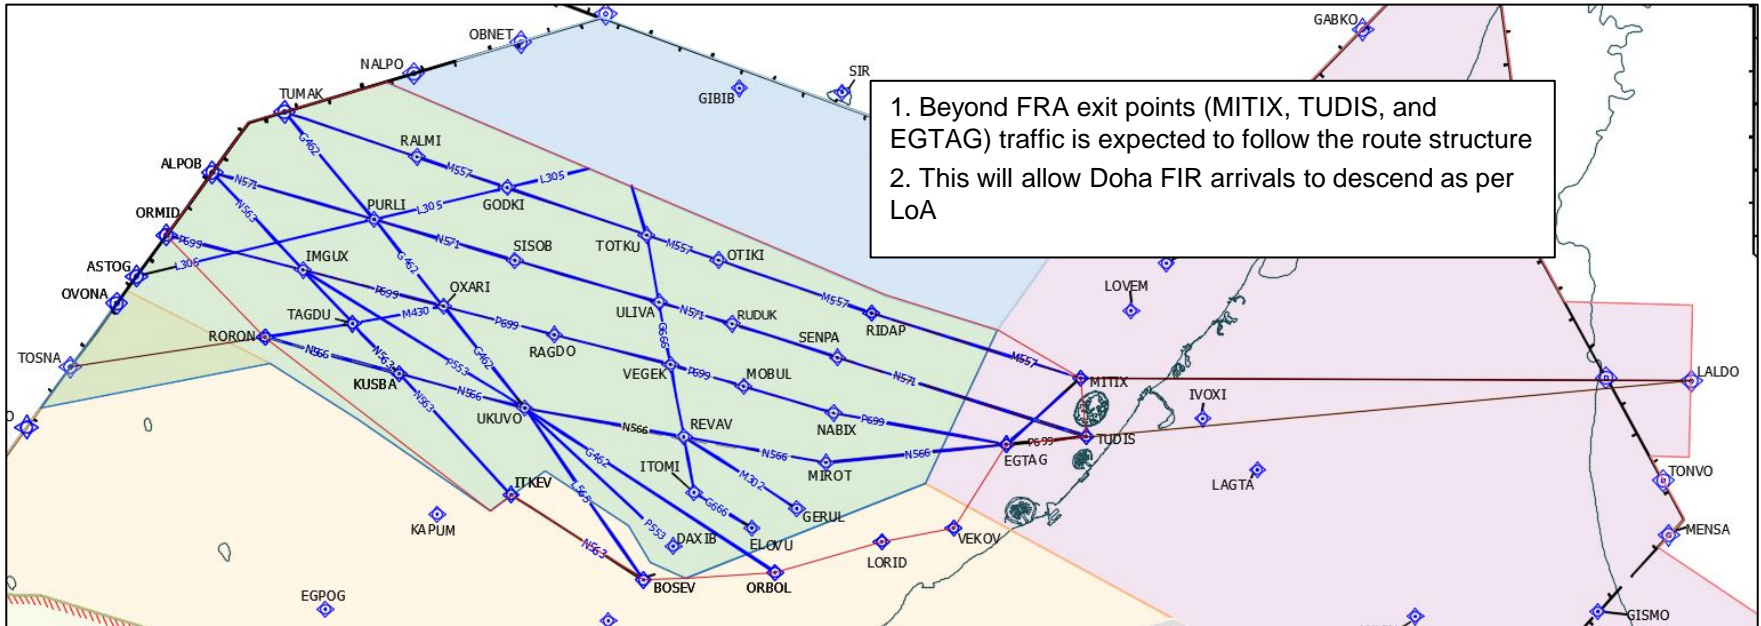 GABKO
OBNET
NALPO
SIR
GIBIB
TUMAK
1. Beyond FRA exit points (MITIX, TUDIS, and
EGTAG) traffic is expected to follow the route structure
2. This will allow Doha FIR arrivals to descend as per
LoA
G462
RALMI
M557
L305
ALPOB
N571
GODKI
N563
PURLI
L305
ORMID
P699
N571
SISOB
TOTKU
M557
OTIKI
IMGUX
G462
ASTOG
L305
P699
OXARI
LOVEM
OVONA
M557
TAGDU
M430
ULIVA
N571
RUDUK
RIDAP
RORON
P699
G666
SENPA
N566
N563
P553
G462
RAGDO
TOSNA
VEGEK
P699
MOBUL
N571
M557
MITIX
LALDO
KUSBA
N566
N563
IVOXI
UKUVO
N566
REVAV
NABIX
P699
P699
TUDIS
EGTAG
G462
N566
N566
ITOMI
MIROT
LAGTA
TONVO
ITKEV
L565
M302
G666
GERUL
KAPUM
P553
DAXIB
ELOVU
VEKOV
MENSA
N563
LORID
BOSEV
ORBOL
EGPOG
GISMO